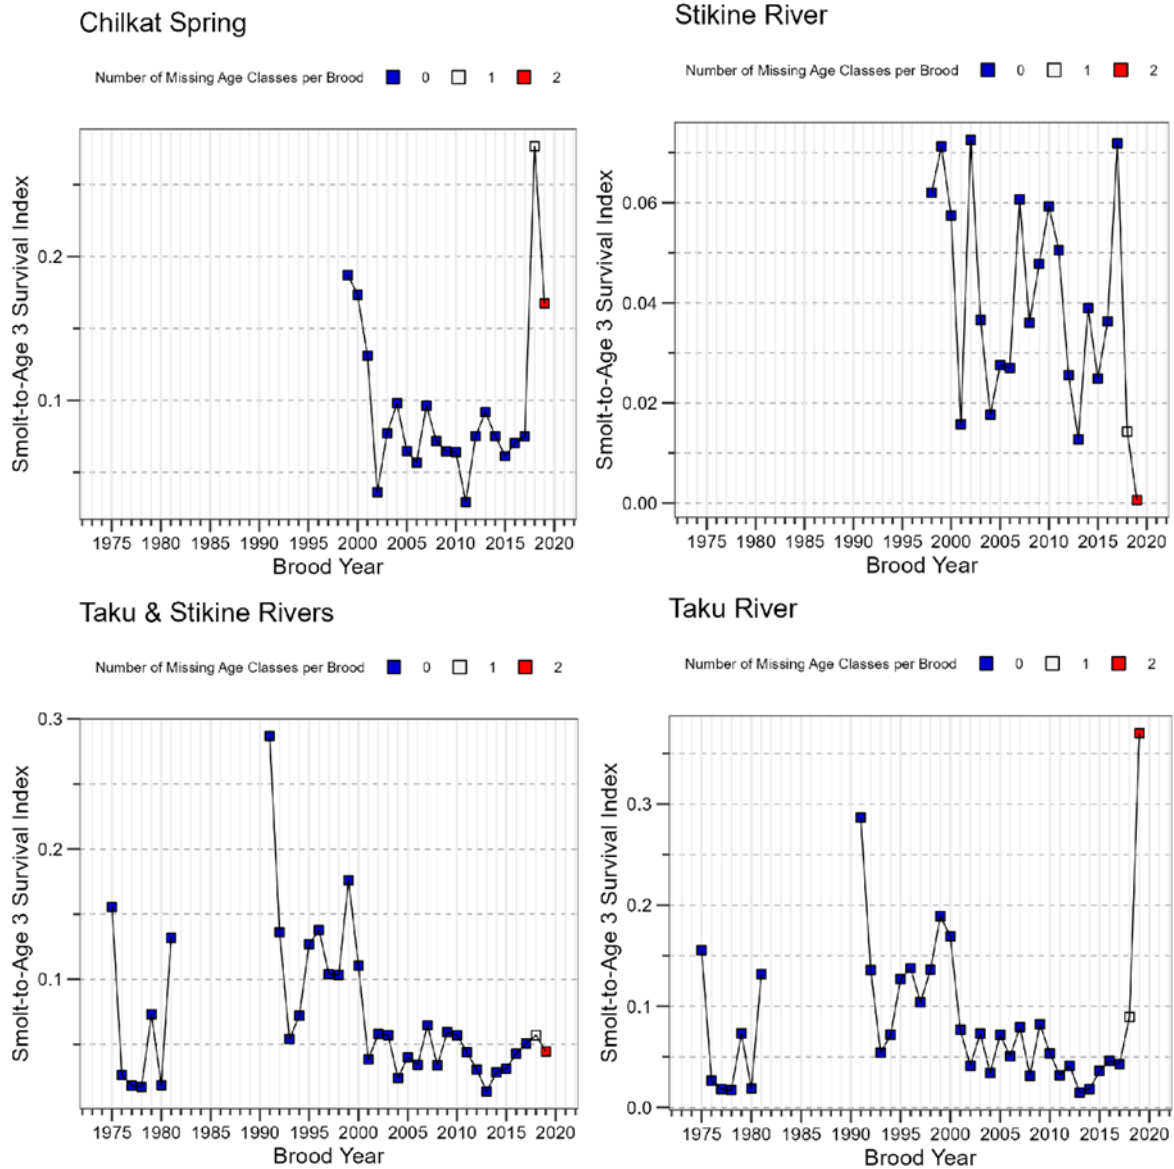 Chilkat Spring
Number of Missing Age Classes per Brood 0 1 2
Smolt-to-Age 3 Survival Index
0.2
0.1
1975 1980 1985 1990 1995 2000 2005 2010 2015 2020
Brood Year
Stikine River
Number of Missing Age Classes per Brood 0 1 2
Smolt-to-Age 3 Survival Index
0.06
0.04
0.02
0.00
1975 1980 1985 1990 1995 2000 2005 2010 2015 2020
Brood Year
Taku & Stikine Rivers
Number of Missing Age Classes per Brood 0 1 2
Smolt-to-Age 3 Survival Index
0.3
0.2
0.1
1975 1980 1985 1990 1995 2000 2005 2010 2015 2020
Brood Year
Taku River
Number of Missing Age Classes per Brood 0 1 2
Smolt-to-Age 3 Survival Index
0.3
0.2
0.1
0.0
1975 1980 1985 1990 1995 2000 2005 2010 2015 2020
Brood Year